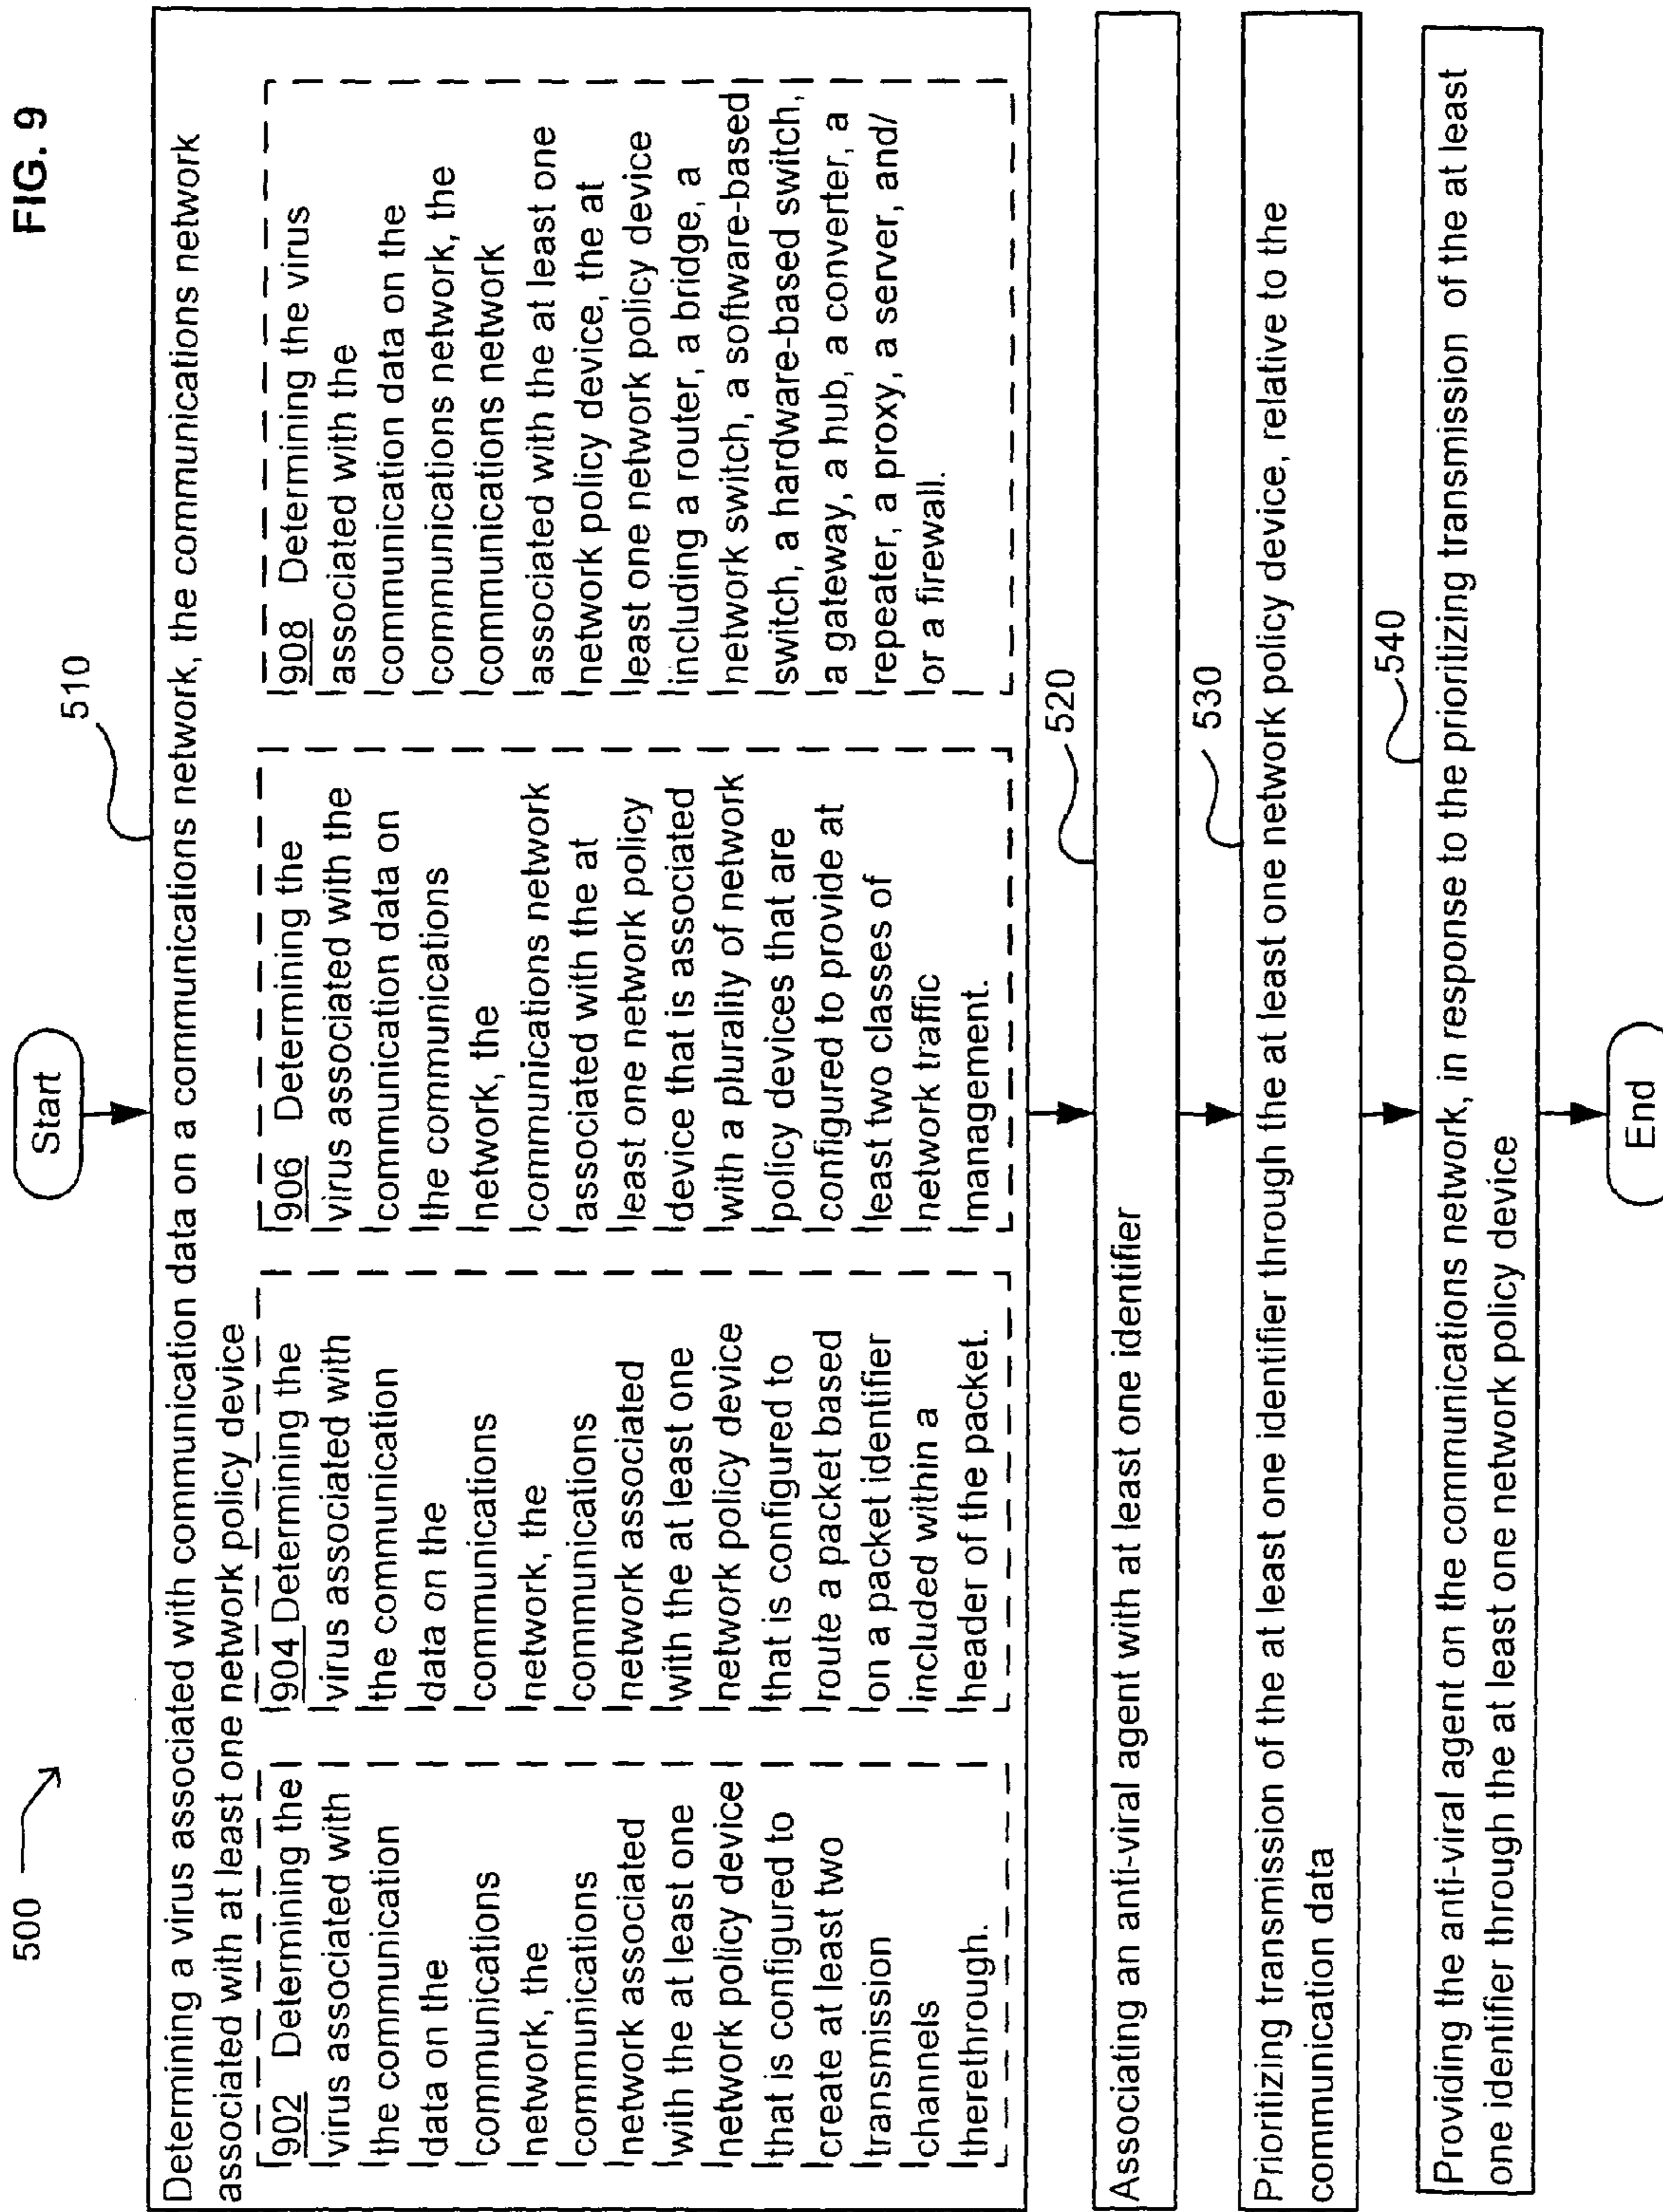 FIG. 9
500
Start
510
Determining a virus associated with communication data on a communications network, the communications network
associated with at least one network policy device
902 Determining the
virus associated with
the communication
data on the
communications
network, the
communications
network associated
with the at least one
network policy device
that is configured to
create at least two
transmission
channels
therethrough.
904 Determining the
virus associated with
the communication
data on the
communications
network, the
communications
network associated
with the at least one
network policy device
that is configured to
route a packet based
on a packet identifier
included within a
header of the packet.
906 Determining the
virus associated with the
communication data on
the communications
network, the
communications network
associated with the at
least one network policy
device that is associated
with a plurality of network
policy devices that are
configured to provide at
least two classes of
network traffic
management.
908 Determining the virus
associated with the
communication data on the
communications network, the
communications network
associated with the at least one
network policy device, the at
least one network policy device
including a router, a bridge, a
network switch, a software-based
switch, a hardware-based switch,
a gateway, a hub, a converter, a
repeater, a proxy, a server, and/
or a firewall.
520
Associating an anti-viral agent with at least one identifier
530
Prioritizing transmission of the at least one identifier through the at least one network policy device, relative to the
communication data
540
Providing the anti-viral agent on the communications network, in response to the prioritizing transmission of the at least
one identifier through the at least one network policy device
End